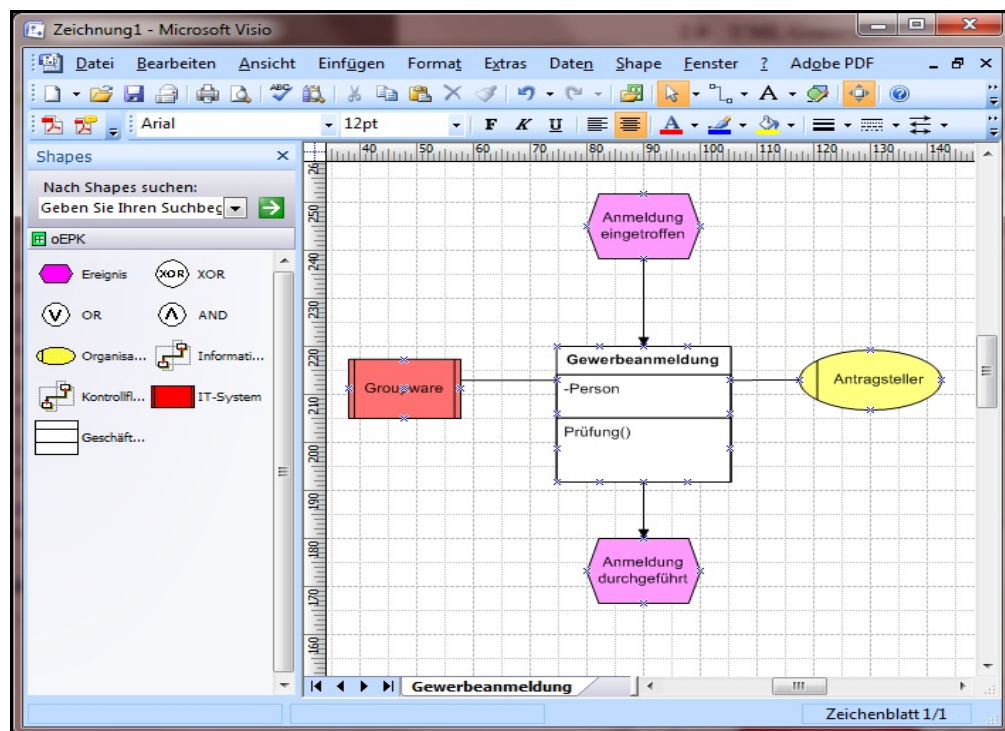 Zeichnung1 - Microsoft Visio
Datei Bearbeiten Ansicht Einfügen Format Extras Daten Shape Fenster ? Adobe PDF
Arial 12pt F K U
Shapes
Nach Shapes suchen:
Geben Sie Ihren Suchbeg
oEPK
Ereignis XOR XOR
V OR Λ AND
Organisa... Informati...
Kontrollfl... IT-System
Geschäft...
40 50 60 70 80 90 100 110 120 130 140
250
240
230
220
210
200
190
180
170
160
Anmeldung
eingetroffen
Gewerbeanmeldung
-Person
Prüfung()
Groupware
Antragsteller
Anmeldung
durchgeführt
Gewerbeanmeldung
Zeichenblatt 1/1